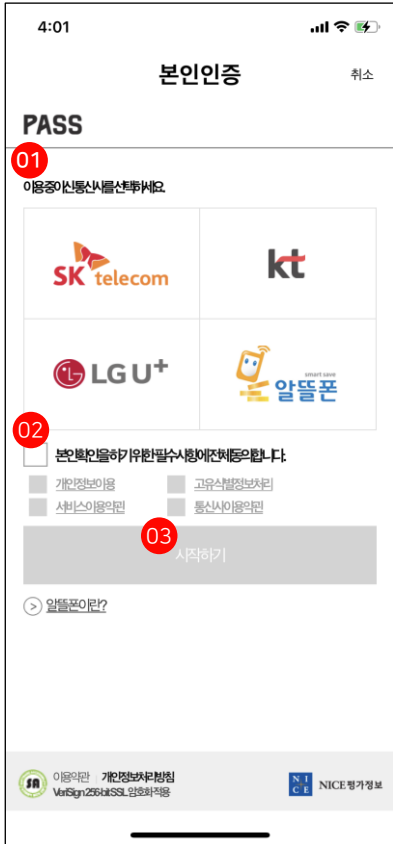 4:01
본인인증
취소
PASS
01
이용중이신통신사를선택하세요.
SK telecom
kt
LG U+
smart save
알뜰폰
02
본인확인을하기위한필수사항에전체동의합니다.
개인정보이용
고유식별정보처리
서비스이용약관
통신사이용약관
03
시작하기
> 알뜰폰이란?
SA
이용약관 | 개인정보처리방침
VeriSign 256-bit SSL 암호화적용
NICE
NICE평가정보